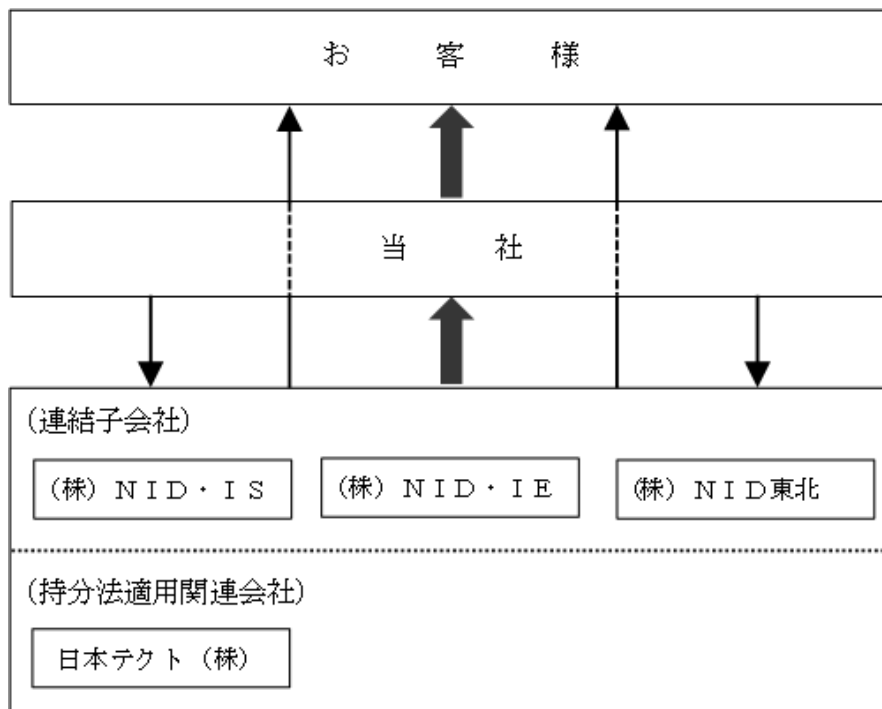 お　客　様
当　社
(連結子会社)
(株) ＮＩＤ・ＩＳ
(株) ＮＩＤ・ＩＥ
(株) ＮＩＤ東北
(持分法適用関連会社)
日本テクト (株)